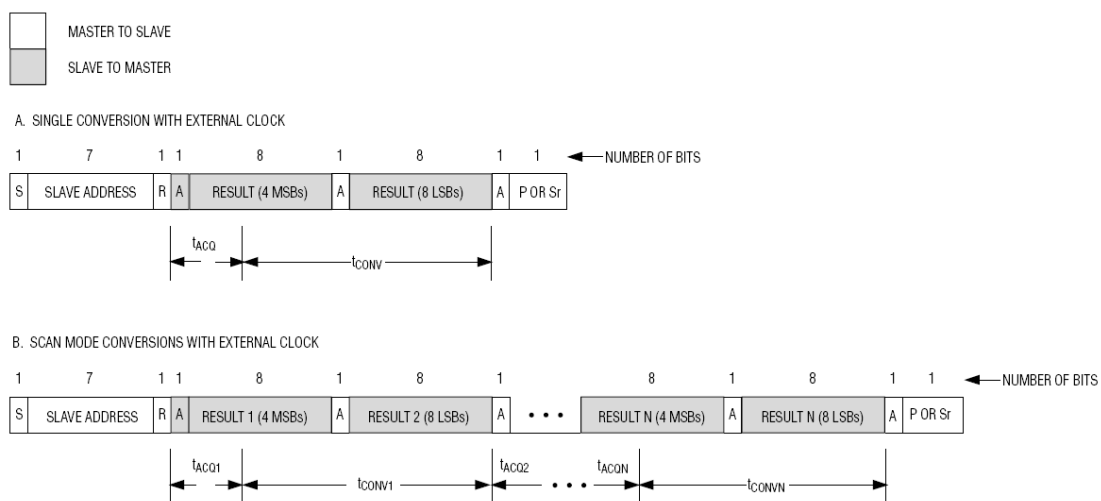 MASTER TO SLAVE
SLAVE TO MASTER
A. SINGLE CONVERSION WITH EXTERNAL CLOCK
1 7 1 1 8 1 8 1 1 NUMBER OF BITS
S SLAVE ADDRESS R A RESULT (4 MSBs) A RESULT (8 LSBs) A P OR Sr
tACQ
tCONV
B. SCAN MODE CONVERSIONS WITH EXTERNAL CLOCK
1 7 1 1 8 1 8 1 8 1 8 1 1 NUMBER OF BITS
S SLAVE ADDRESS R A RESULT 1 (4 MSBs) A RESULT 2 (8 LSBs) A • • • RESULT N (4 MSBs) A RESULT N (8 LSBs) A P OR Sr
tACQ1 tACQ2 tACQN
tCONV1 • • • tCONVN